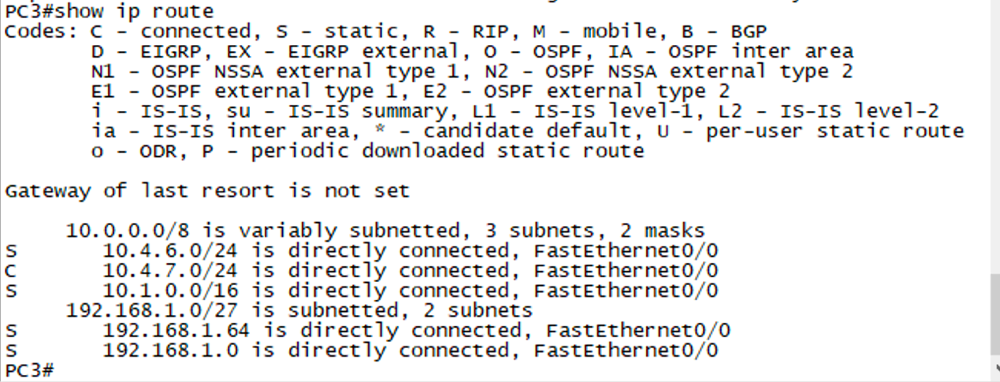 PC3#show ip route
Codes: C - connected, S - static, R - RIP, M - mobile, B - BGP
D - EIGRP, EX - EIGRP external, O - OSPF, IA - OSPF inter area
N1 - OSPF NSSA external type 1, N2 - OSPF NSSA external type 2
E1 - OSPF external type 1, E2 - OSPF external type 2
i - IS-IS, su - IS-IS summary, L1 - IS-IS level-1, L2 - IS-IS level-2
ia - IS-IS inter area, * - candidate default, U - per-user static route
o - ODR, P - periodic downloaded static route
Gateway of last resort is not set
10.0.0.0/8 is variably subnetted, 3 subnets, 2 masks
S 10.4.6.0/24 is directly connected, FastEthernet0/0
C 10.4.7.0/24 is directly connected, FastEthernet0/0
S 10.1.0.0/16 is directly connected, FastEthernet0/0
192.168.1.0/27 is subnetted, 2 subnets
S 192.168.1.64 is directly connected, FastEthernet0/0
S 192.168.1.0 is directly connected, FastEthernet0/0
PC3#